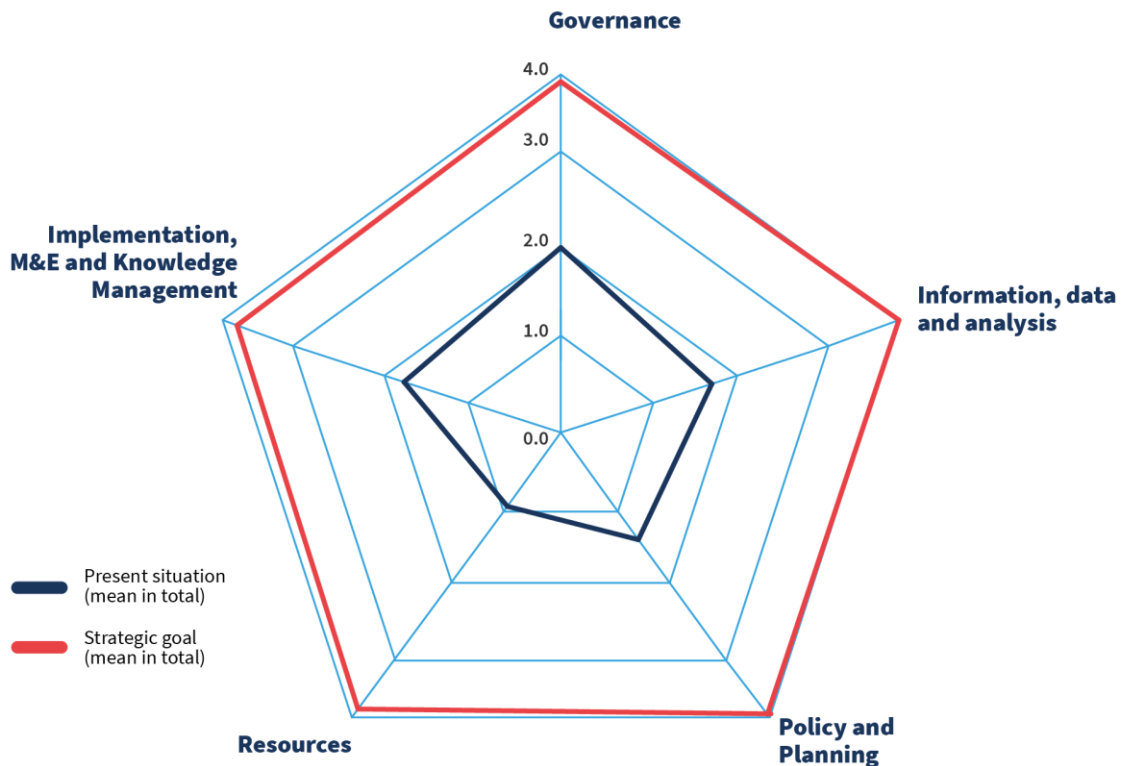 Governance
4.0
3.0
2.0
1.0
0.0
Implementation,
M&E and Knowledge
Management
Information, data
and analysis
Present situation
(mean in total)
Strategic goal
(mean in total)
Resources
Policy and
Planning